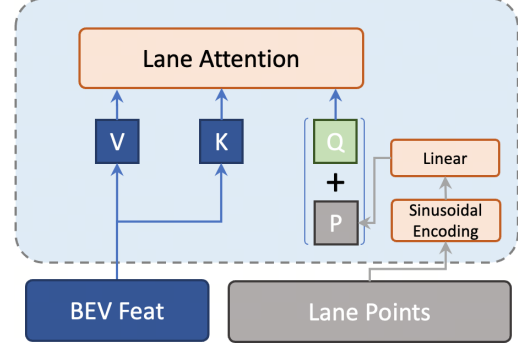 Lane Attention
V
K
Q
+
P
Linear
Sinusoidal
Encoding
BEV Feat
Lane Points